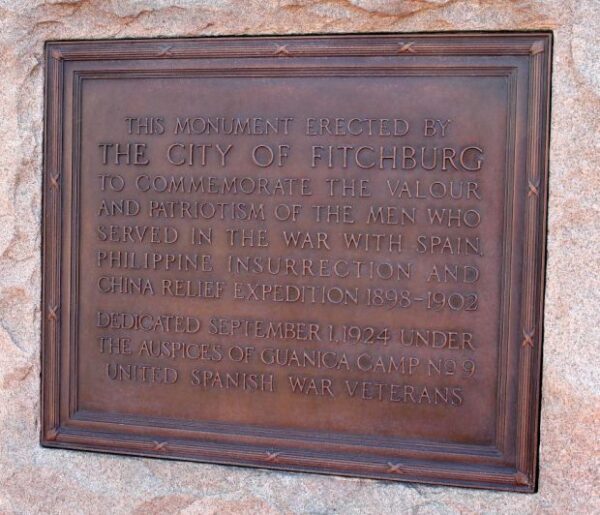 THIS MONUMENT ERECTED BY
THE CITY OF FITCHBURG
TO COMMEMORATE THE VALOUR
AND PATRIOTISM OF THE MEN WHO
SERVED IN THE WAR WITH SPAIN,
PHILIPPINE INSURRECTION AND
CHINA RELIEF EXPEDITION 1898-1902
DEDICATED SEPTEMBER 1, 1924 UNDER
THE AUSPICES OF GUANICA CAMP No 9
UNITED SPANISH WAR VETERANS